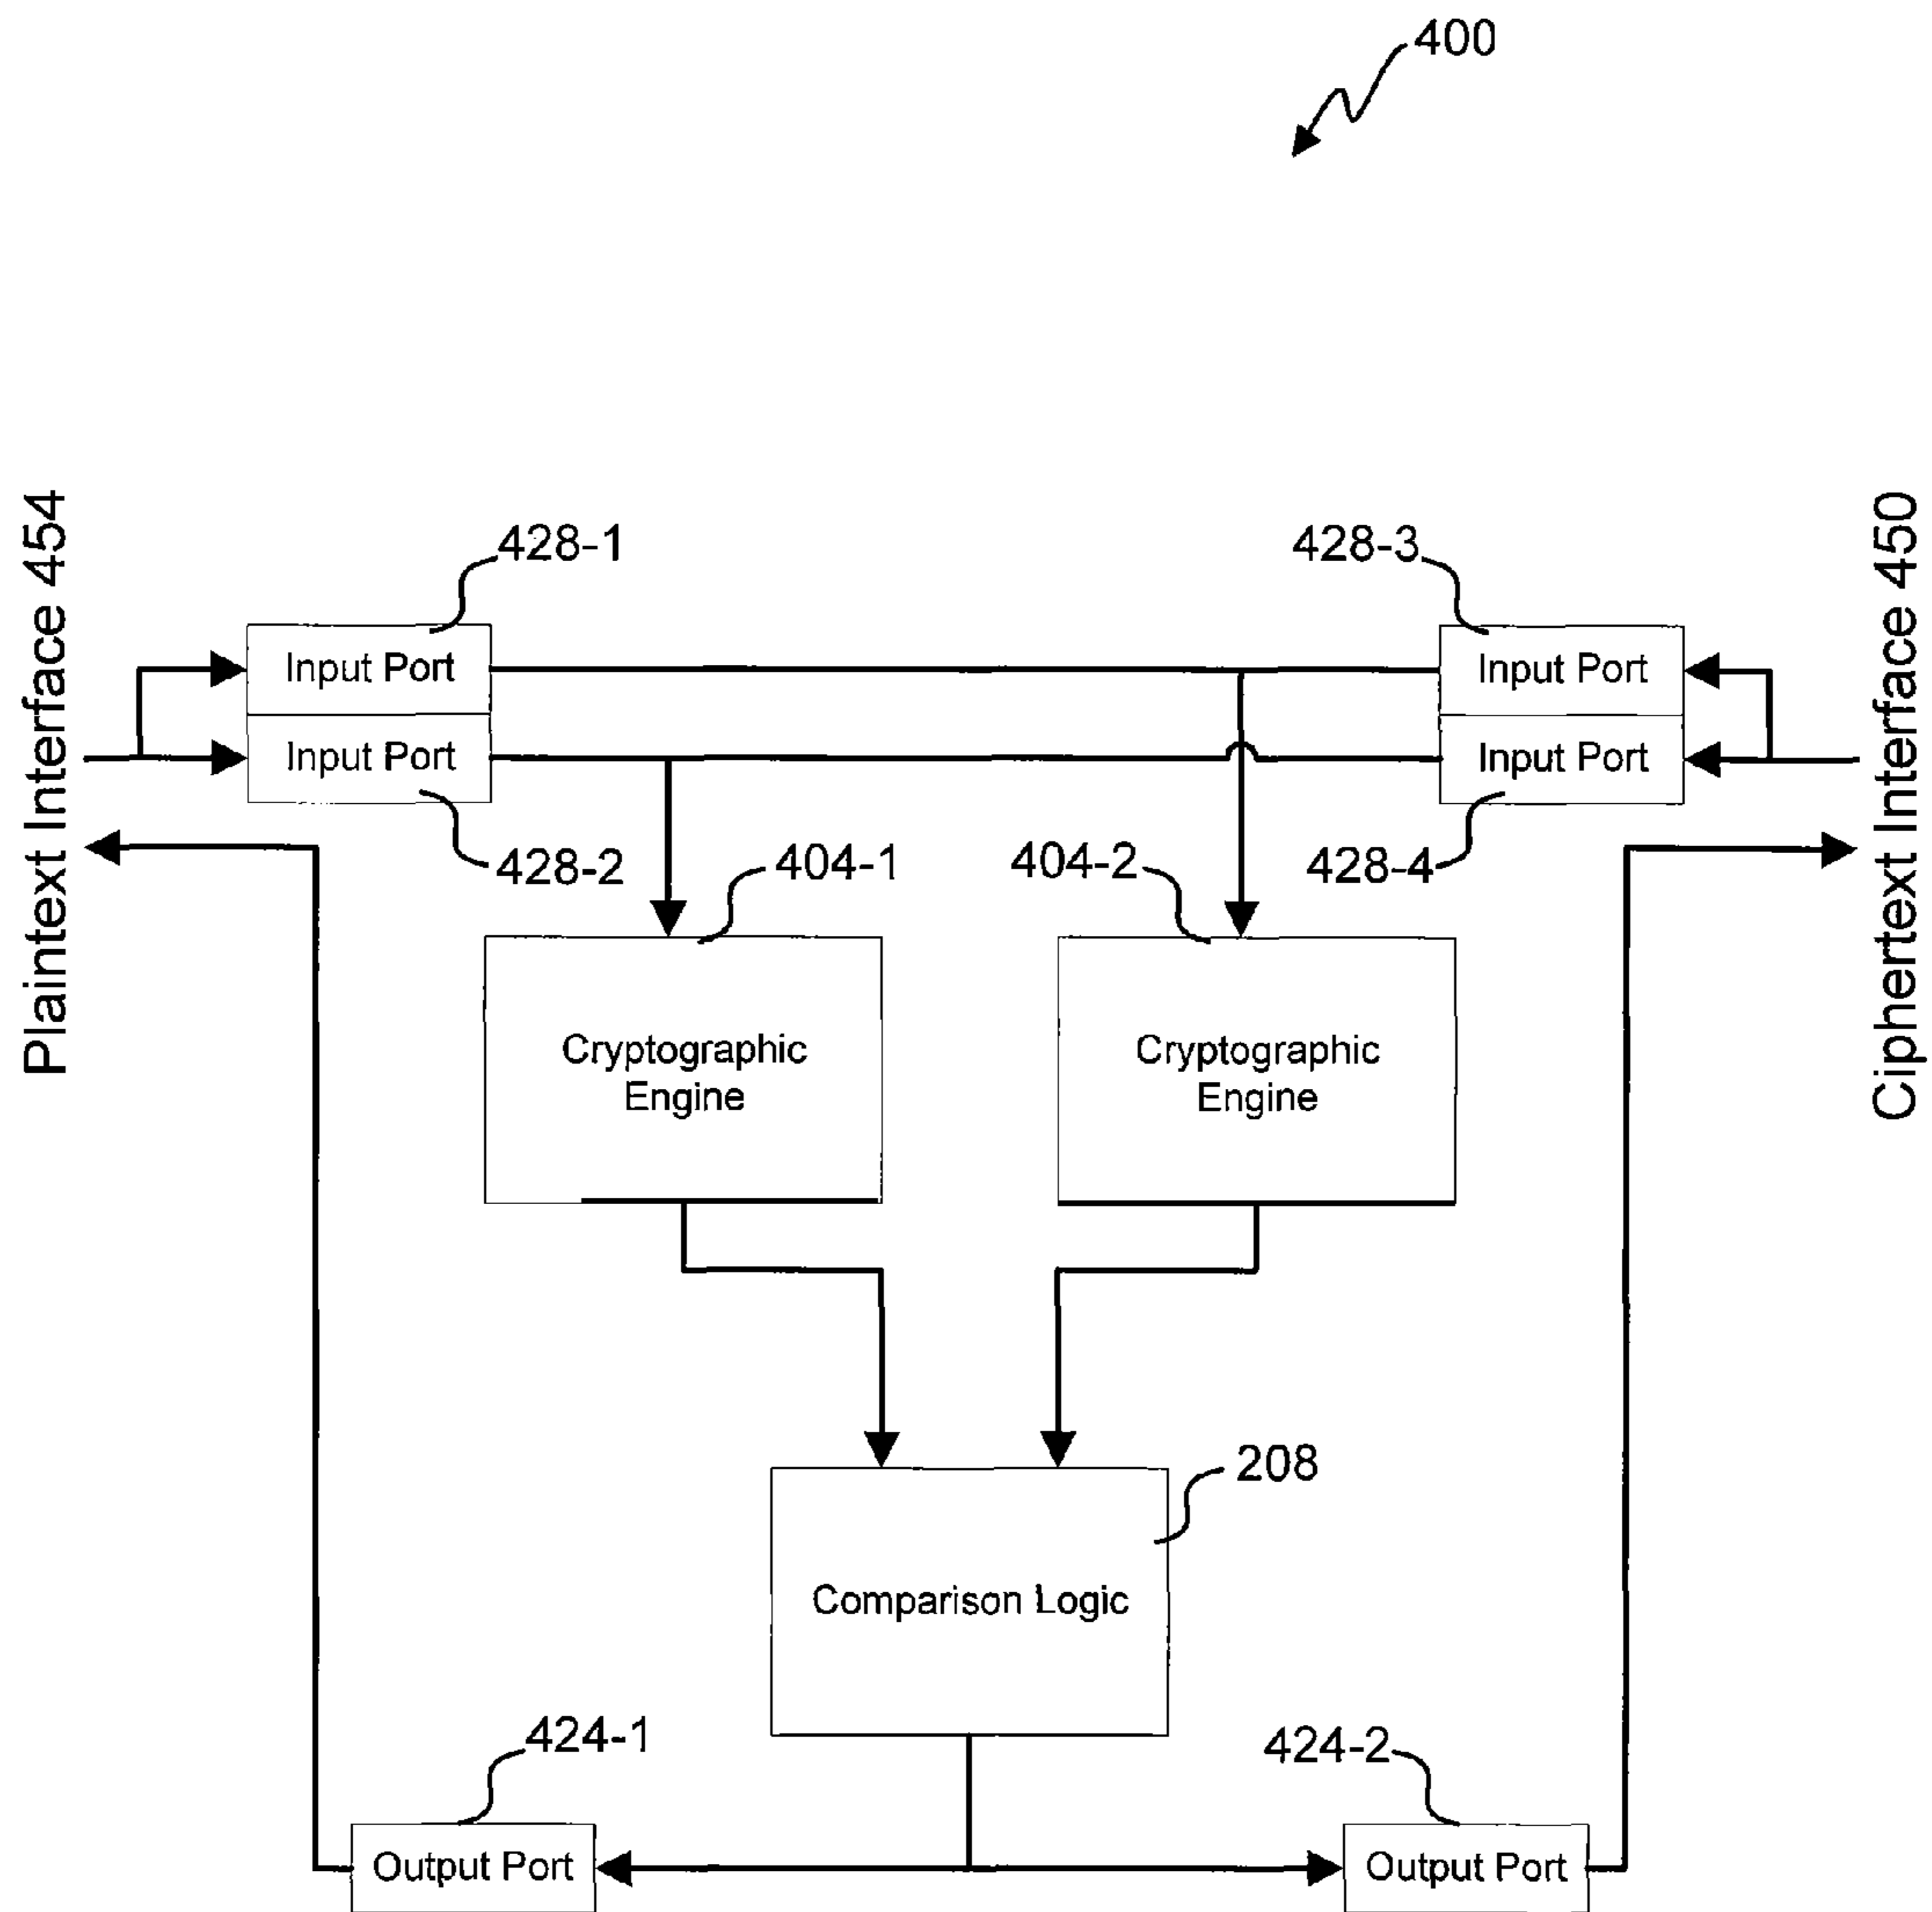 400
Plaintext Interface 454
Ciphertext Interface 450
428-1
428-3
Input Port
Input Port
Input Port
Input Port
428-2
404-1
404-2
428-4
Cryptographic
Engine
Cryptographic
Engine
208
Comparison Logic
424-1
424-2
Output Port
Output Port